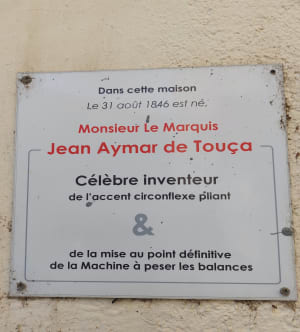 Dans cette maison
Le 31 août 1846 est né,
Monsieur Le Marquis
Jean Aymar de Touça
Célèbre inventeur
de l'accent circonflexe pliant
&
de la mise au point définitive
de la Machine à peser les balances